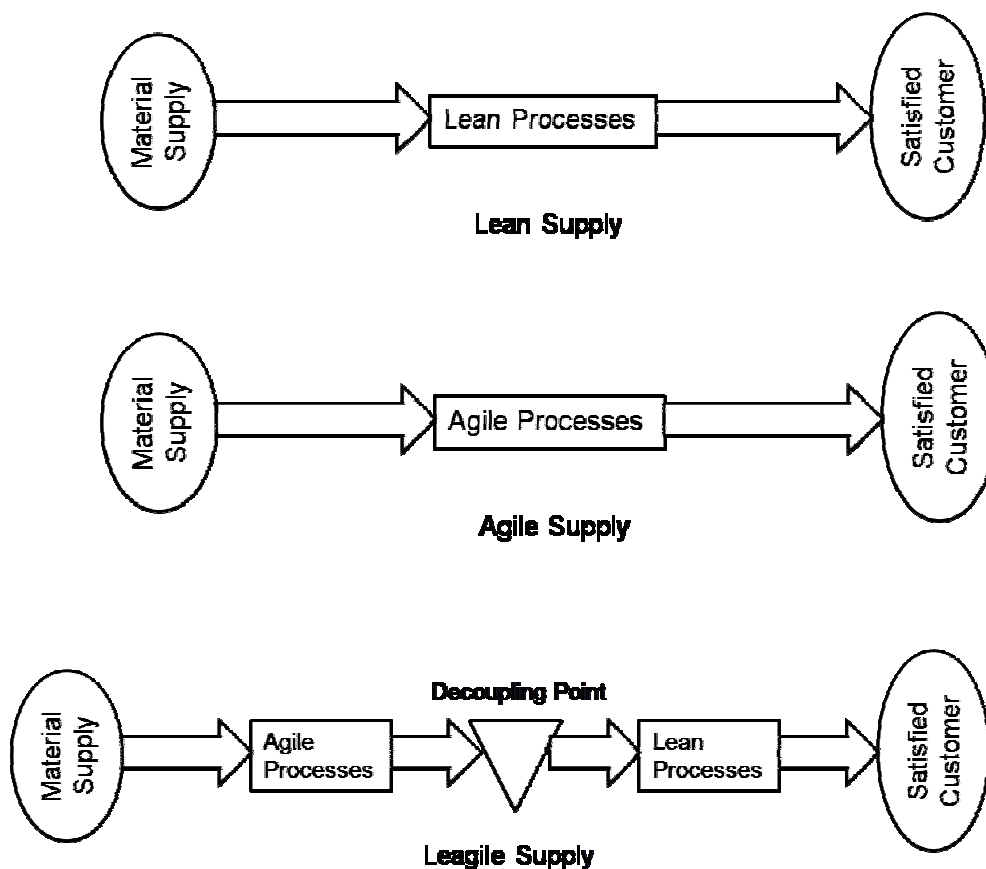 Material
Supply
Lean Processes
Satisfied
Customer
Lean Supply
Material
Supply
Agile Processes
Satisfied
Customer
Agile Supply
Material
Supply
Agile
Processes
Decoupling Point
Lean
Processes
Satisfied
Customer
Leagile Supply